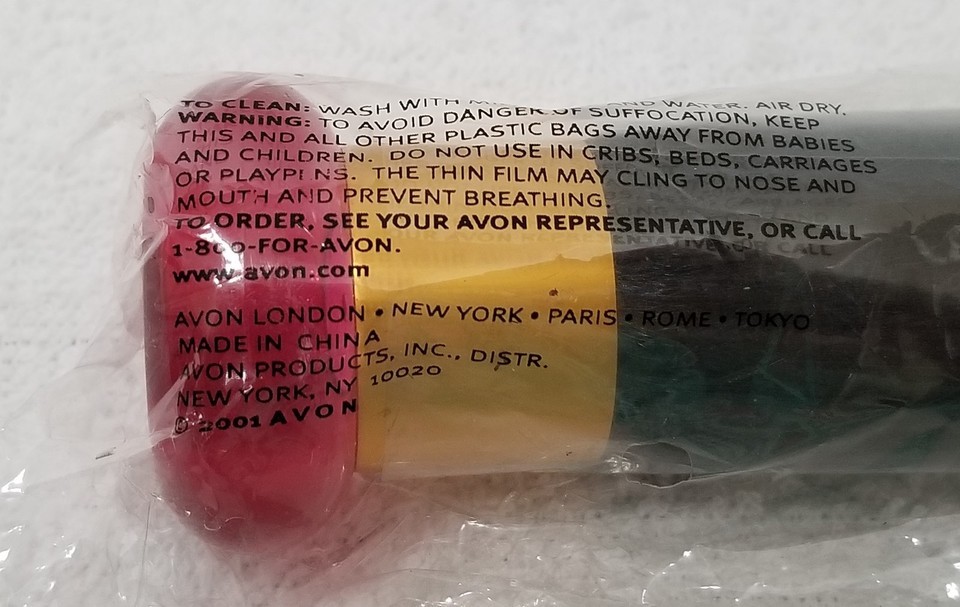 TO CLEAN: WASH WITH AND WATER. AIR DRY.
WARNING: TO AVOID DANGER OF SUFFOCATION, KEEP
THIS AND ALL OTHER PLASTIC BAGS AWAY FROM BABIES
AND CHILDREN. DO NOT USE IN CRIBS, BEDS, CARRIAGES
OR PLAYPENS. THE THIN FILM MAY CLING TO NOSE AND
MOUTH AND PREVENT BREATHING.
TO ORDER, SEE YOUR AVON REPRESENTATIVE, OR CALL
1-800-FOR-AVON.
www.avon.com
AVON LONDON • NEW YORK • PARIS • ROME • TOKYO
MADE IN CHINA
AVON PRODUCTS, INC., DISTR.
NEW YORK, NY 10020
© 2001 AVON